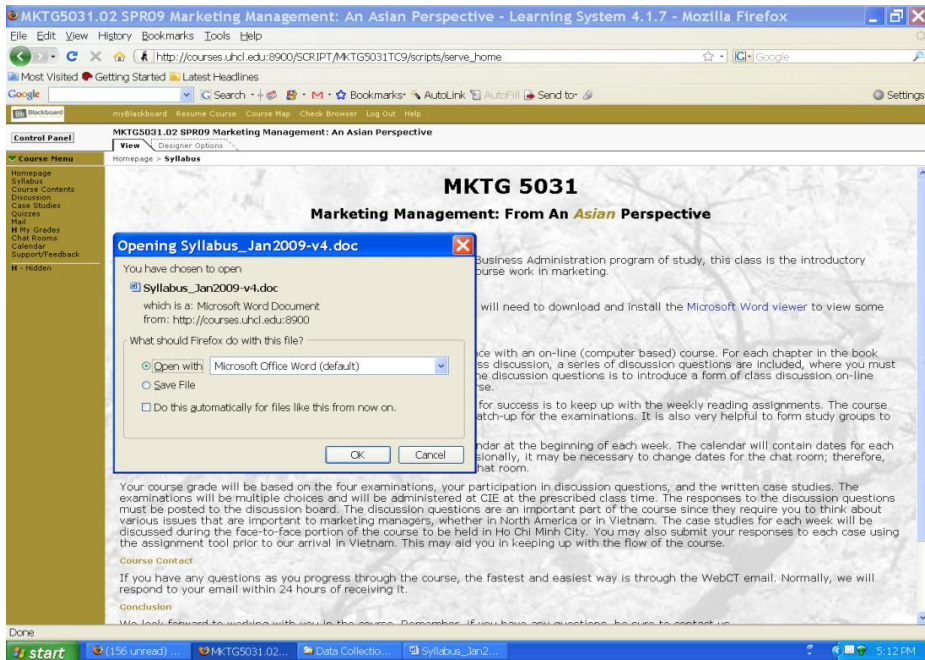 MKTG5031.02 SPR09 Marketing Management: An Asian Perspective - Learning System 4.1.7 - Mozilla Firefox
File Edit View History Bookmarks Tools Help
http://courses.uhcl.edu:8900/SCRIPT/MKTG5031TC9/scripts/serve_home
Google
Most Visited Getting Started Latest Headlines
Google Search Bookmarks AutoLink AutoFill Send to Settings
Blackboard myBlackboard Resume Course Course Map Check Browser Log Out Help
Control Panel
MKTG5031.02 SPR09 Marketing Management: An Asian Perspective
View Designer Options
Course Menu
Homepage > Syllabus
Homepage
Syllabus
Course Contents
Discussion
Case Studies
Quizzes
Mail
H My Grades
Chat Rooms
Calendar
Support/Feedback
H - Hidden
MKTG 5031
Marketing Management: From An Asian Perspective
Opening Syllabus_Jan2009-v4.doc
You have chosen to open
Syllabus_Jan2009-v4.doc
which is a: Microsoft Word Document
from: http://courses.uhcl.edu:8900
What should Firefox do with this file?
Open with Microsoft Office Word (default)
Save File
Do this automatically for files like this from now on.
OK Cancel
Business Administration program of study, this class is the introductory
course work in marketing.
will need to download and install the Microsoft Word viewer to view some
ce with an on-line (computer based) course. For each chapter in the book
ss discussion, a series of discussion questions are included, where you must
he discussion questions is to introduce a form of class discussion on-line
rse.
for success is to keep up with the weekly reading assignments. The course
atch-up for the examinations. It is also very helpful to form study groups to
ndar at the beginning of each week. The calendar will contain dates for each
sionally, it may be necessary to change dates for the chat room; therefore,
hat room.
Your course grade will be based on the four examinations, your participation in discussion questions, and the written case studies. The
examinations will be multiple choices and will be administered at CIE at the prescribed class time. The responses to the discussion questions
must be posted to the discussion board. The discussion questions are an important part of the course since they require you to think about
various issues that are important to marketing managers, whether in North America or in Vietnam. The case studies for each week will be
discussed during the face-to-face portion of the course to be held in Ho Chi Minh City. You may also submit your responses to each case using
the assignment tool prior to our arrival in Vietnam. This may aid you in keeping up with the flow of the course.
Course Contact
If you have any questions as you progress through the course, the fastest and easiest way is through the WebCT email. Normally, we will
respond to your email within 24 hours of receiving it.
Conclusion
We look forward to working with you in the course. Remember, if you have any questions, be sure to contact us.
Done
start (156 unread) ... MKTG5031.02... Data Collectio... Syllabus_Jan2... 5:12 PM